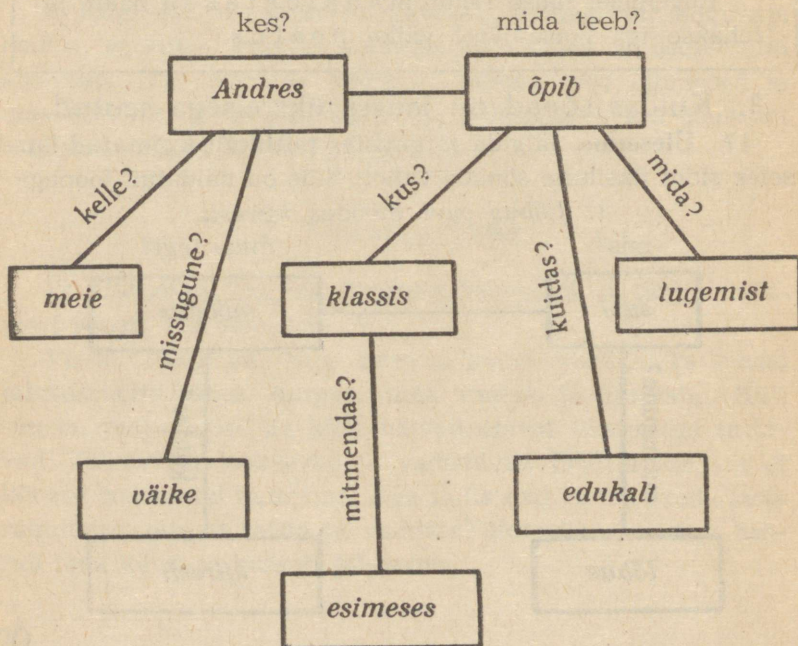 kes?
mida teeb?
Andres
õpib
kelle?
missugune?
kus?
kuidas?
mida?
meie
klassis
lugemist
mitmendas?
väike
edukalt
esimeses